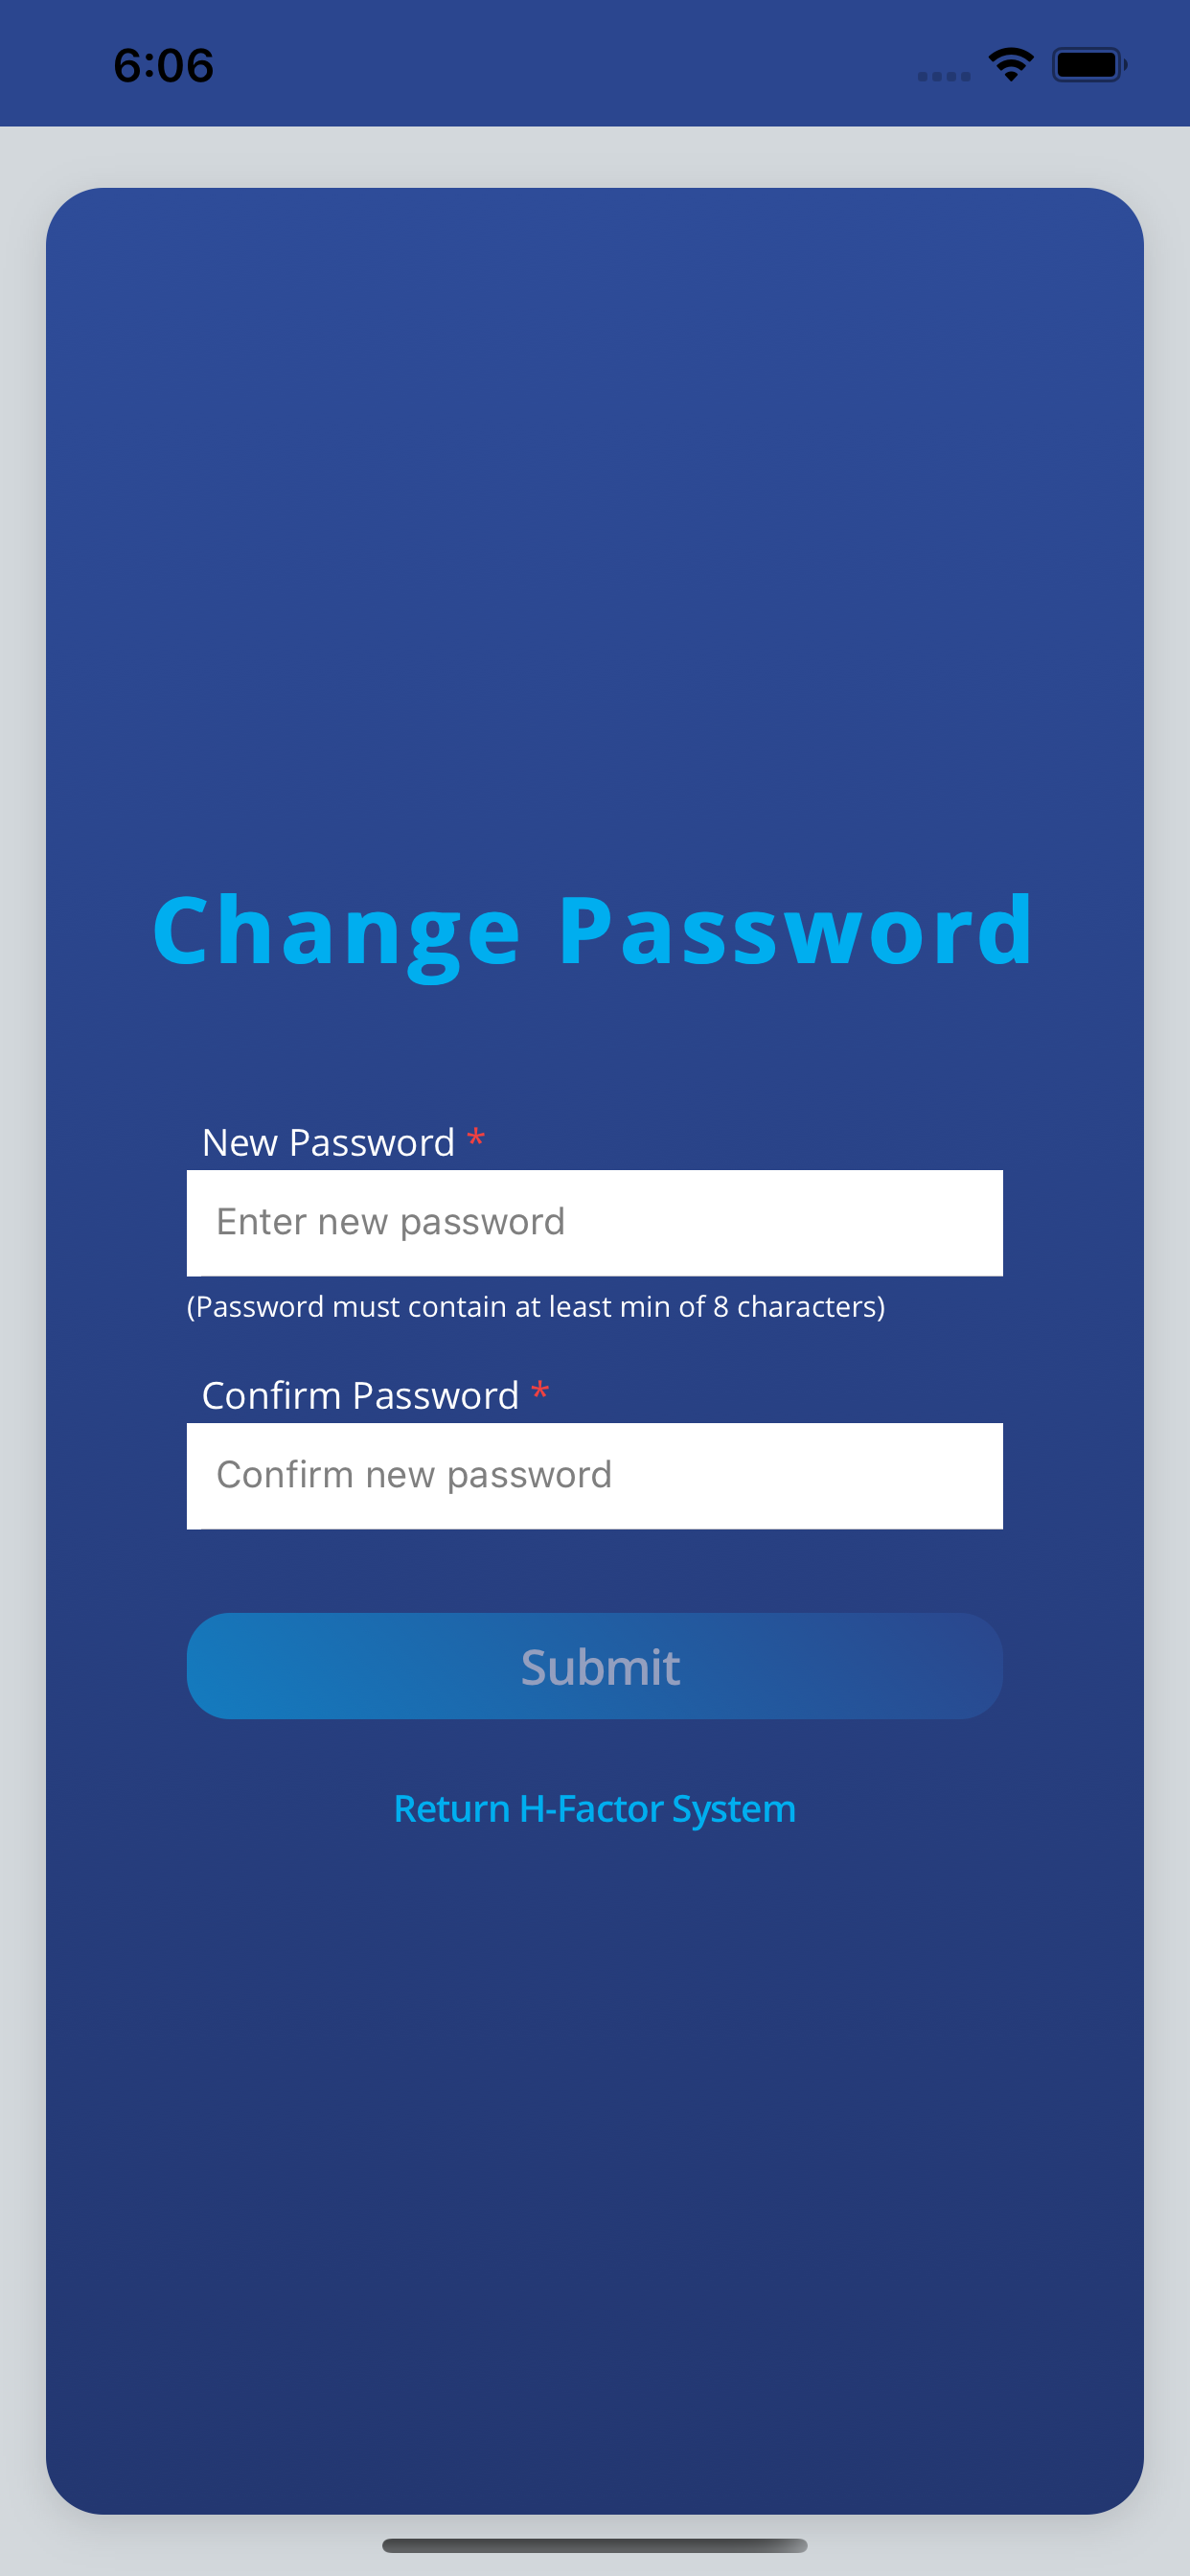 6:06
Change Password
New Password *
Enter new password
(Password must contain at least min of 8 characters)
Confirm Password *
Confirm new password
Submit
Return H-Factor System